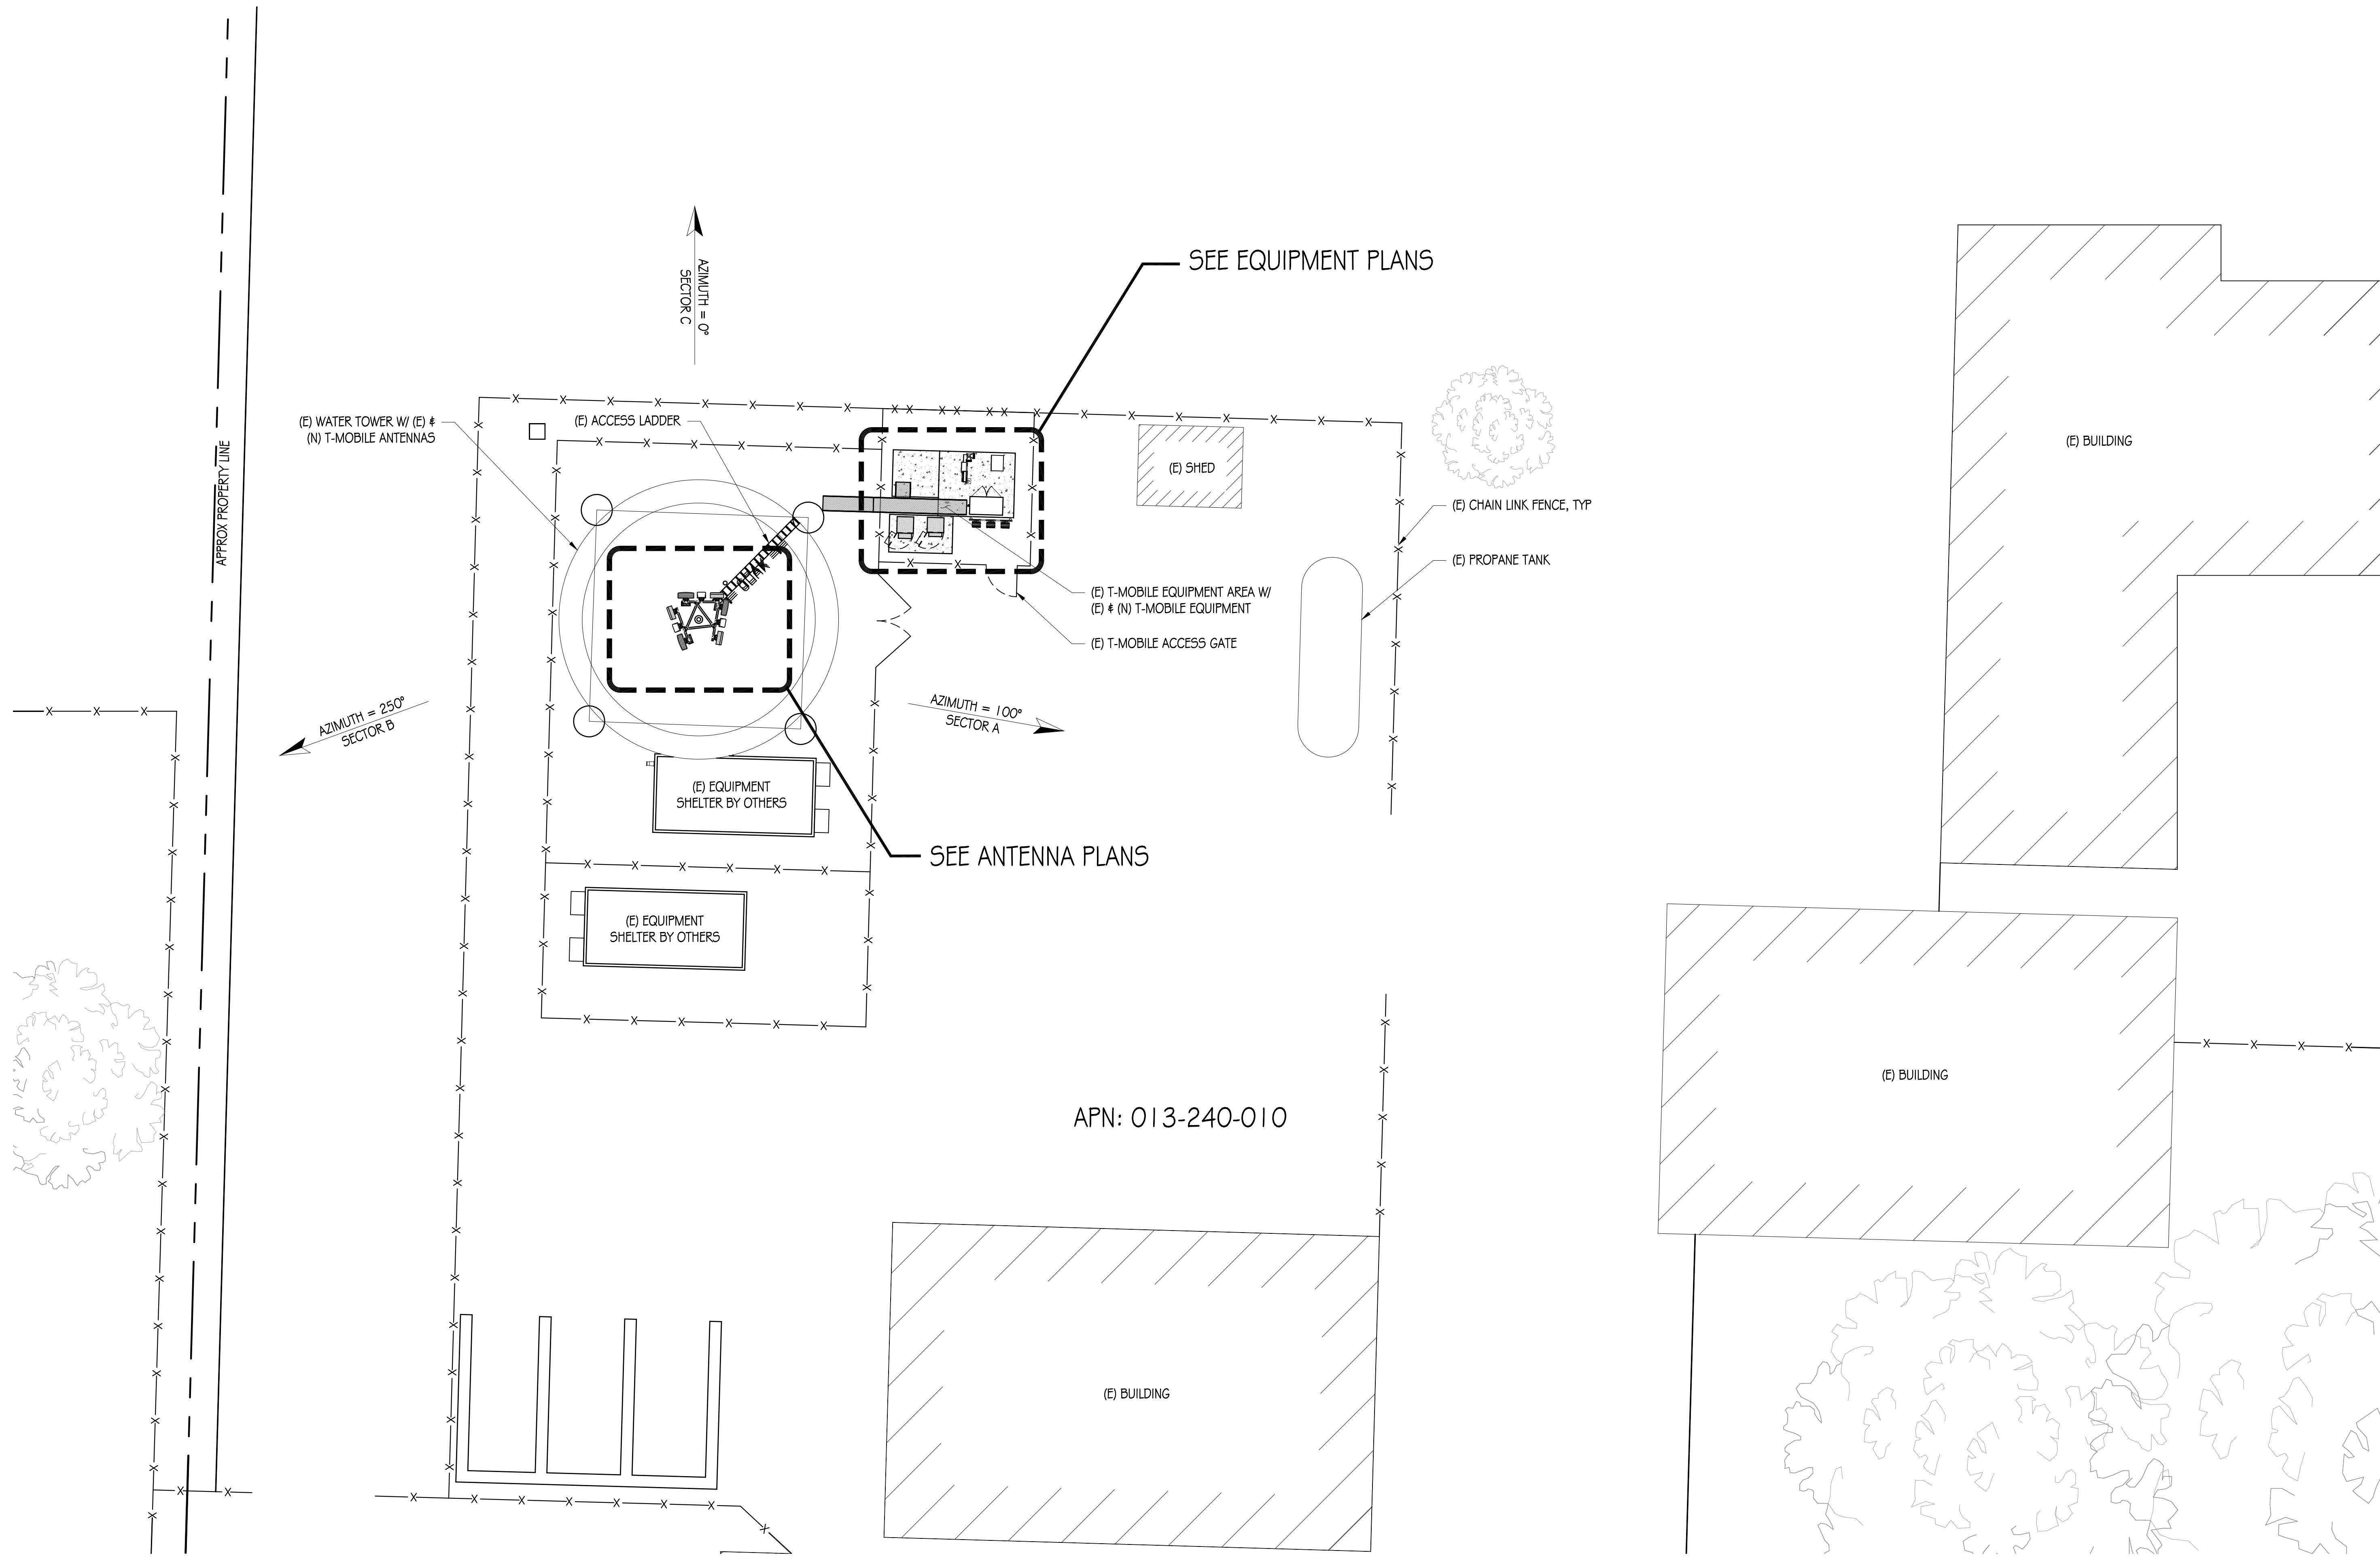 SEE EQUIPMENT PLANS
AZIMUTH = 0°
SECTOR C
(E) WATER TOWER W/ (E) &
(N) T-MOBILE ANTENNAS
(E) ACCESS LADDER
APPROX PROPERTY LINE
(E) SHED
(E) BUILDING
(E) CHAIN LINK FENCE, TYP
(E) PROPANE TANK
(E) T-MOBILE EQUIPMENT AREA W/
(E) & (N) T-MOBILE EQUIPMENT
(E) T-MOBILE ACCESS GATE
AZIMUTH = 250°
SECTOR B
AZIMUTH = 100°
SECTOR A
(E) EQUIPMENT
SHELTER BY OTHERS
SEE ANTENNA PLANS
(E) EQUIPMENT
SHELTER BY OTHERS
(E) BUILDING
APN: 013-240-010
(E) BUILDING